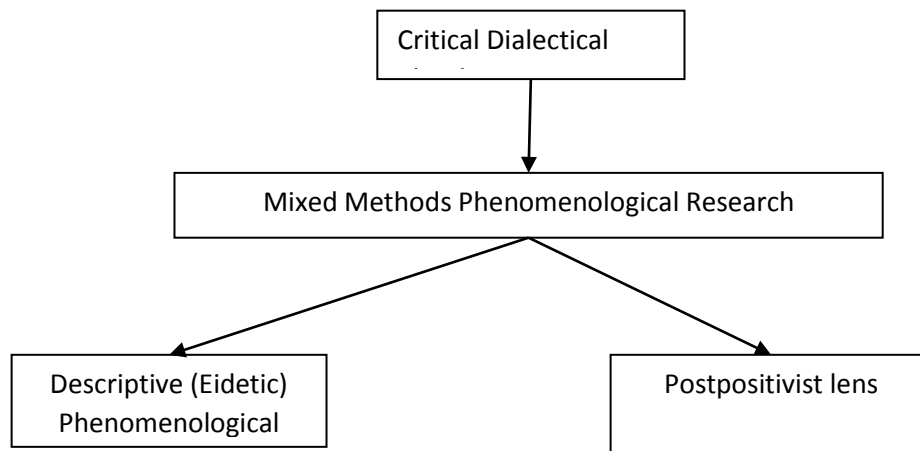 Critical Dialectical
Mixed Methods Phenomenological Research
Descriptive (Eidetic)
Phenomenological
Postpositivist lens